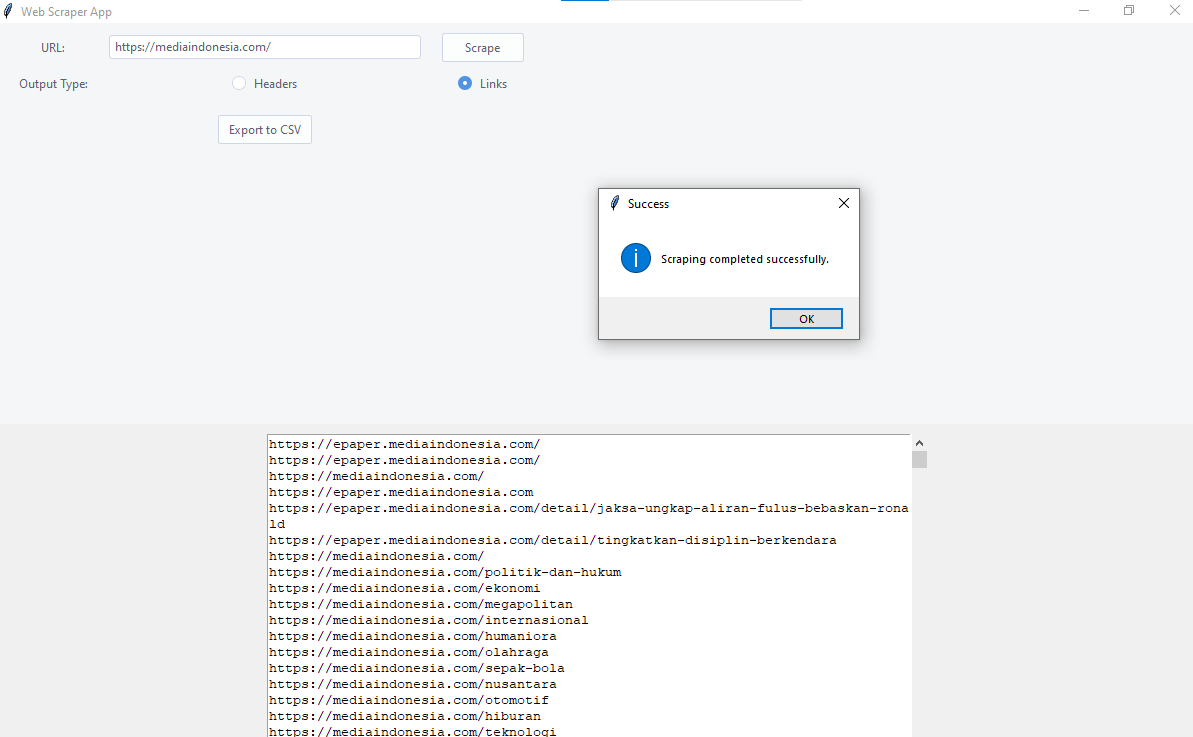 Web Scraper App
URL:
https://mediaindonesia.com/
Scrape
Output Type:
Headers
Links
Export to CSV
Success
Scraping completed successfully.
OK
https://epaper.mediaindonesia.com/
https://epaper.mediaindonesia.com/
https://mediaindonesia.com/
https://epaper.mediaindonesia.com
https://epaper.mediaindonesia.com/detail/jaksa-ungkap-aliran-fulus-bebaskan-rona
ld
https://epaper.mediaindonesia.com/detail/tingkatkan-disiplin-berkendara
https://mediaindonesia.com/
https://mediaindonesia.com/politik-dan-hukum
https://mediaindonesia.com/ekonomi
https://mediaindonesia.com/megapolitan
https://mediaindonesia.com/internasional
https://mediaindonesia.com/humaniora
https://mediaindonesia.com/olahraga
https://mediaindonesia.com/sepak-bola
https://mediaindonesia.com/nusantara
https://mediaindonesia.com/otomotif
https://mediaindonesia.com/hiburan
https://mediaindonesia.com/teknologi